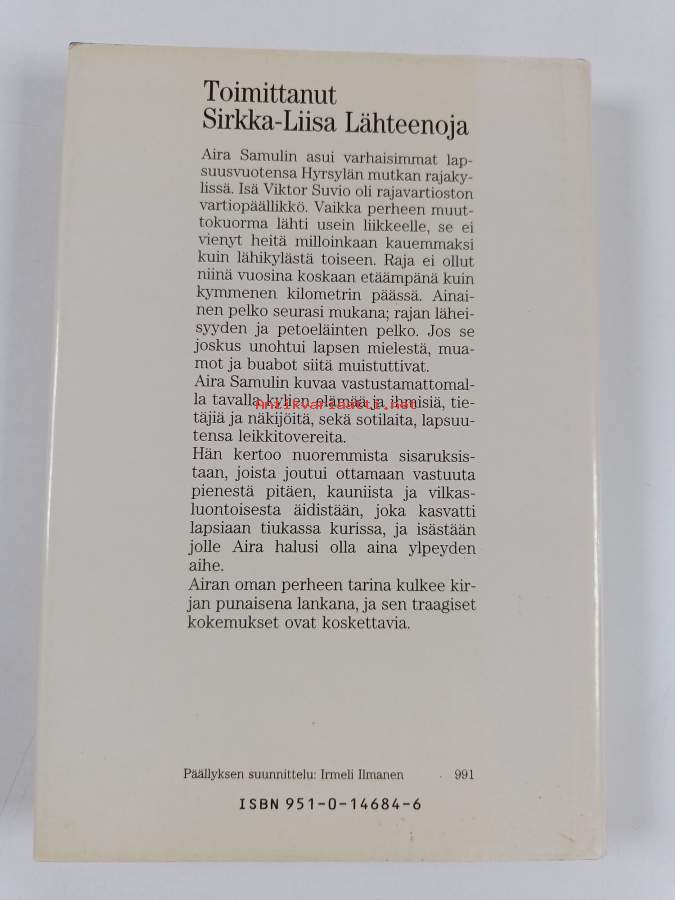 Toimittanut
Sirkka-Liisa Lähteenoja
Aira Samulin asui varhaisimmat lap-
suusvuotensa Hyrsylän mutkan rajaky-
lissä. Isä Viktor Suvio oli rajavartioston
vartiopäällikkö. Vaikka perheen muut-
tokuorma lähti usein liikkeelle, se ei
vienyt heitä milloinkaan kauemmaksi
kuin lähikylästä toiseen. Raja ei ollut
niinä vuosina koskaan etäämpänä kuin
kymmenen kilometrin päässä. Ainai-
nen pelko seurasi mukana; rajan lähei-
syyden ja petoeläinten pelko. Jos se
joskus unohtui lapsen mielestä, mua-
mot ja buabot siitä muistuttivat.
Aira Samulin kuvaa vastustamattomal-
la tavalla kylien elämää ja ihmisiä, tie-
Antikvariaatti.net
täjiä ja näkijöitä, sekä sotilaita, lapsuu-
tensa leikkitovereita.
Hän kertoo nuoremmista sisaruksis-
taan, joista joutui ottamaan vastuuta
pienestä pitäen, kauniista ja vilkas-
luontoisesta äidistään, joka kasvatti
lapsiaan tiukassa kurissa, ja isästään
jolle Aira halusi olla aina ylpeyden
aihe.
Airan oman perheen tarina kulkee kir-
jan punaisena lankana, ja sen traagiset
kokemukset ovat koskettavia.
Päällyksen suunnittelu: Irmeli Ilmanen 991
ISBN 951-0-14684-6